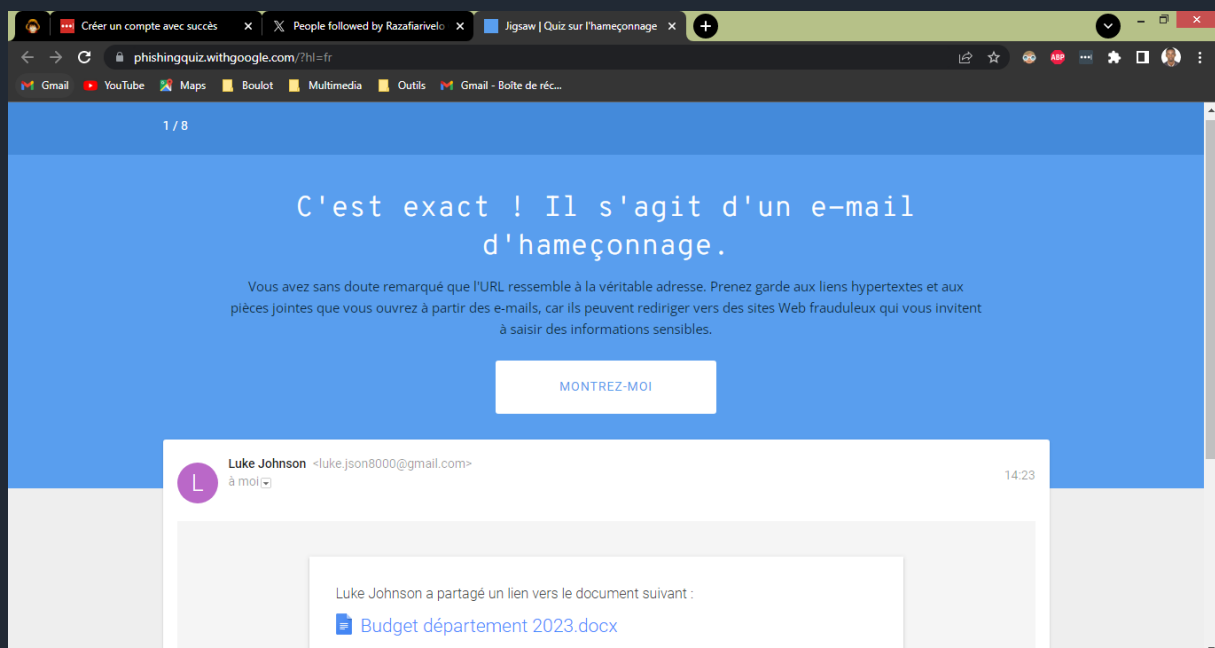 Créer un compte avec succès
People followed by Razafiarivelo
Jigsaw | Quiz sur l'hameçonnage
phishingquiz.withgoogle.com/?hl=fr
ABP
Gmail YouTube Maps Boulot Multimedia Outils Gmail - Boîte de réc...
1 / 8
C'est exact ! Il s'agit d'un e-mail
d'hameçonnage.
Vous avez sans doute remarqué que l'URL ressemble à la véritable adresse. Prenez garde aux liens hypertextes et aux
pièces jointes que vous ouvrez à partir des e-mails, car ils peuvent rediriger vers des sites Web frauduleux qui vous invitent
à saisir des informations sensibles.
MONTREZ-MOI
L
Luke Johnson <luke.json8000@gmail.com>
à moi
14:23
Luke Johnson a partagé un lien vers le document suivant :
Budget département 2023.docx